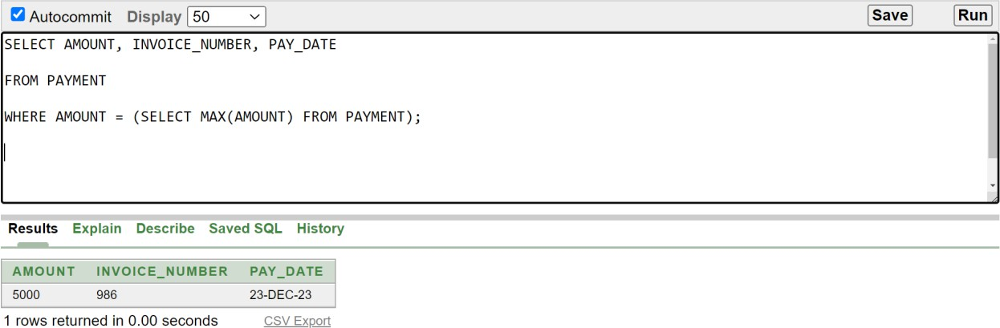 Autocommit Display 50 Save Run
SELECT AMOUNT, INVOICE_NUMBER, PAY_DATE
FROM PAYMENT
WHERE AMOUNT = (SELECT MAX(AMOUNT) FROM PAYMENT);
Results Explain Describe Saved SQL History
AMOUNT INVOICE_NUMBER PAY_DATE
5000 986 23-DEC-23
1 rows returned in 0.00 seconds CSV Export